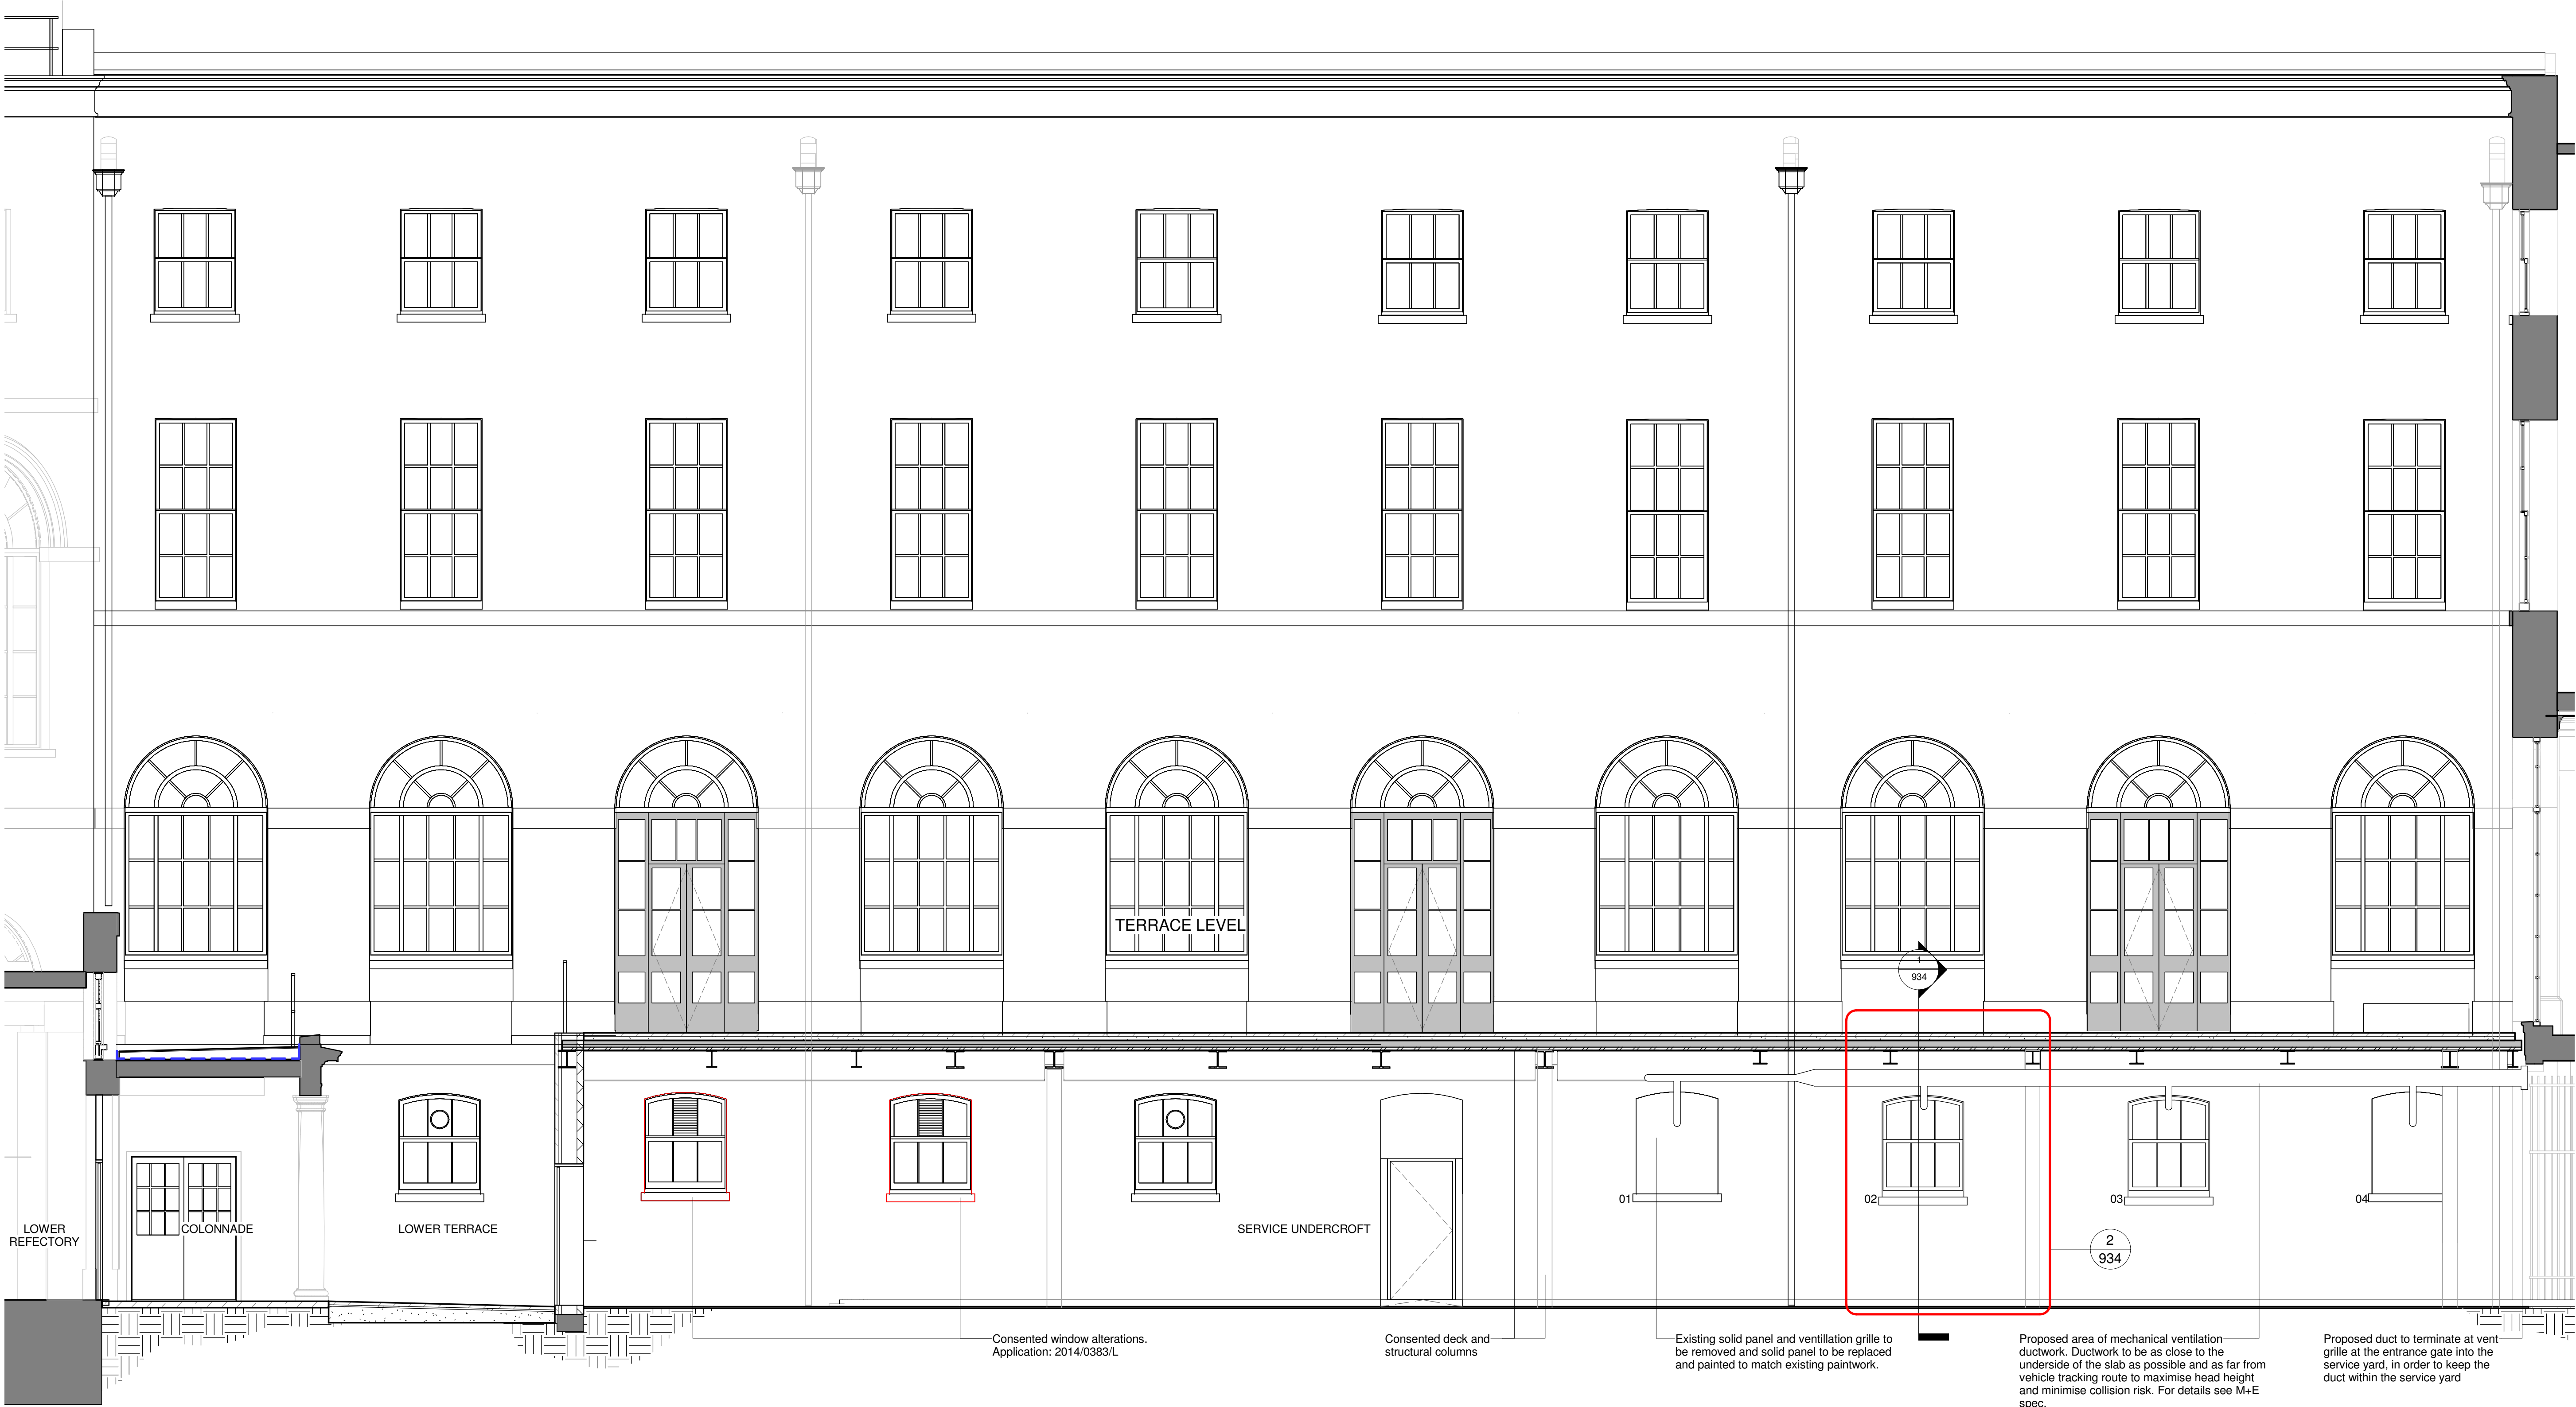 TERRACE LEVEL
1
934
01
02
03
04
LOWER
REFECTORY
COLONNADE
LOWER TERRACE
SERVICE UNDERCROFT
2
934
Consented window alterations.
Application: 2014/0383/L
Consented deck and
structural columns
Existing solid panel and ventillation grille to
be removed and solid panel to be replaced
and painted to match existing paintwork.
Proposed area of mechanical ventilation
ductwork. Ductwork to be as close to the
underside of the slab as possible and as far from
vehicle tracking route to maximise head height
and minimise collision risk. For details see M+E
spec.
Proposed duct to terminate at vent
grille at the entrance gate into the
service yard, in order to keep the
duct within the service yard